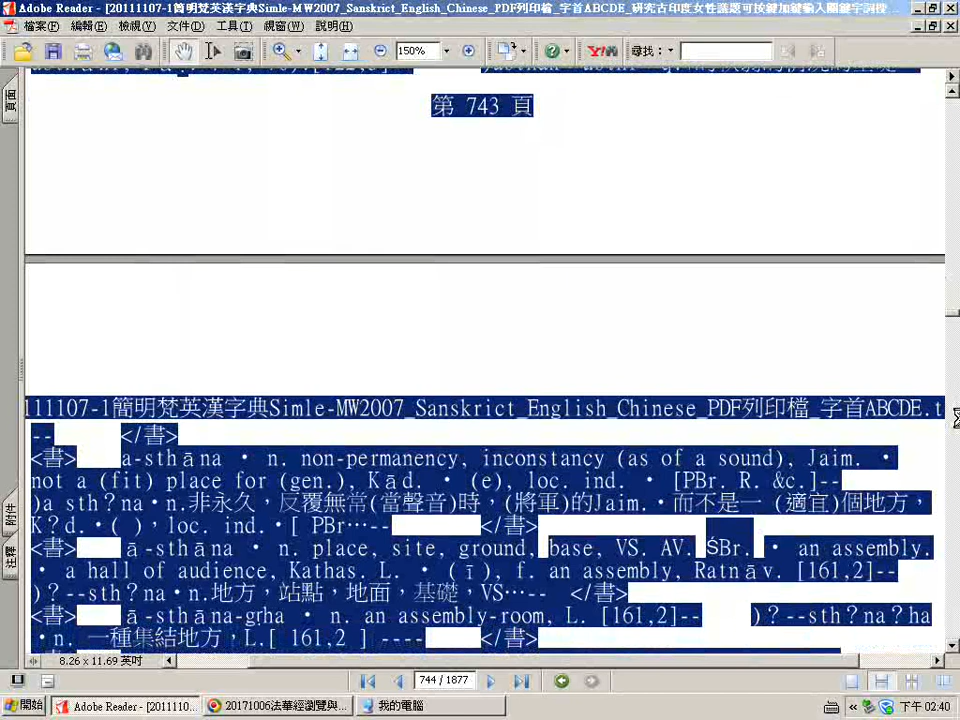 Adobe Reader - [20111107-1簡明梵英漢字典Simle-MW2007_Sanskrict_English_Chinese_PDF列印檔_字首ABCDE_研究古印度女性議題可按鍵加鍵輸入關鍵字詞搜
檔案(F) 編輯(E) 檢視(V) 文件(D) 工具(T) 視窗(W) 說明(H)
150% 尋找：
頁面
第 743 頁
111107-1簡明梵英漢字典Simle-MW2007_Sanskrict_English_Chinese_PDF列印檔_字首ABCDE.t
-- </書>
<書> a-sthāna • n. non-permanency, inconstancy (as of a sound), Jaim. •
not a (fit) place for (gen.), Kād. • (e), loc. ind. • [PBr. R. &c.]--
)a sth?na•n.非永久，反覆無常(當聲音)時，(將軍)的Jaim.•而不是一 (適宜)個地方，
K?d.•( )，loc. ind.•[ PBr…-- </書>
<書> ā-sthāna • n. place, site, ground, base, VS. AV. ŚBr. • an assembly.
• a hall of audience, Kathas. L. • (ī), f. an assembly, Ratnāv. [161,2]--
)?--sth?na•n.地方，站點，地面，基礎，VS…-- </書>
<書> ā-sthāna-gṛha • n. an assembly-room, L. [161,2]-- )?--sth?na?ha
•n. 一種集結地方，L.[ 161,2 ] ---- </書>
附件
注釋
8.26 x 11.69 英吋
744 / 1877
開始 Adobe Reader - [2011110... 20171006法華經瀏覽與... 我的電腦 下午 02:40